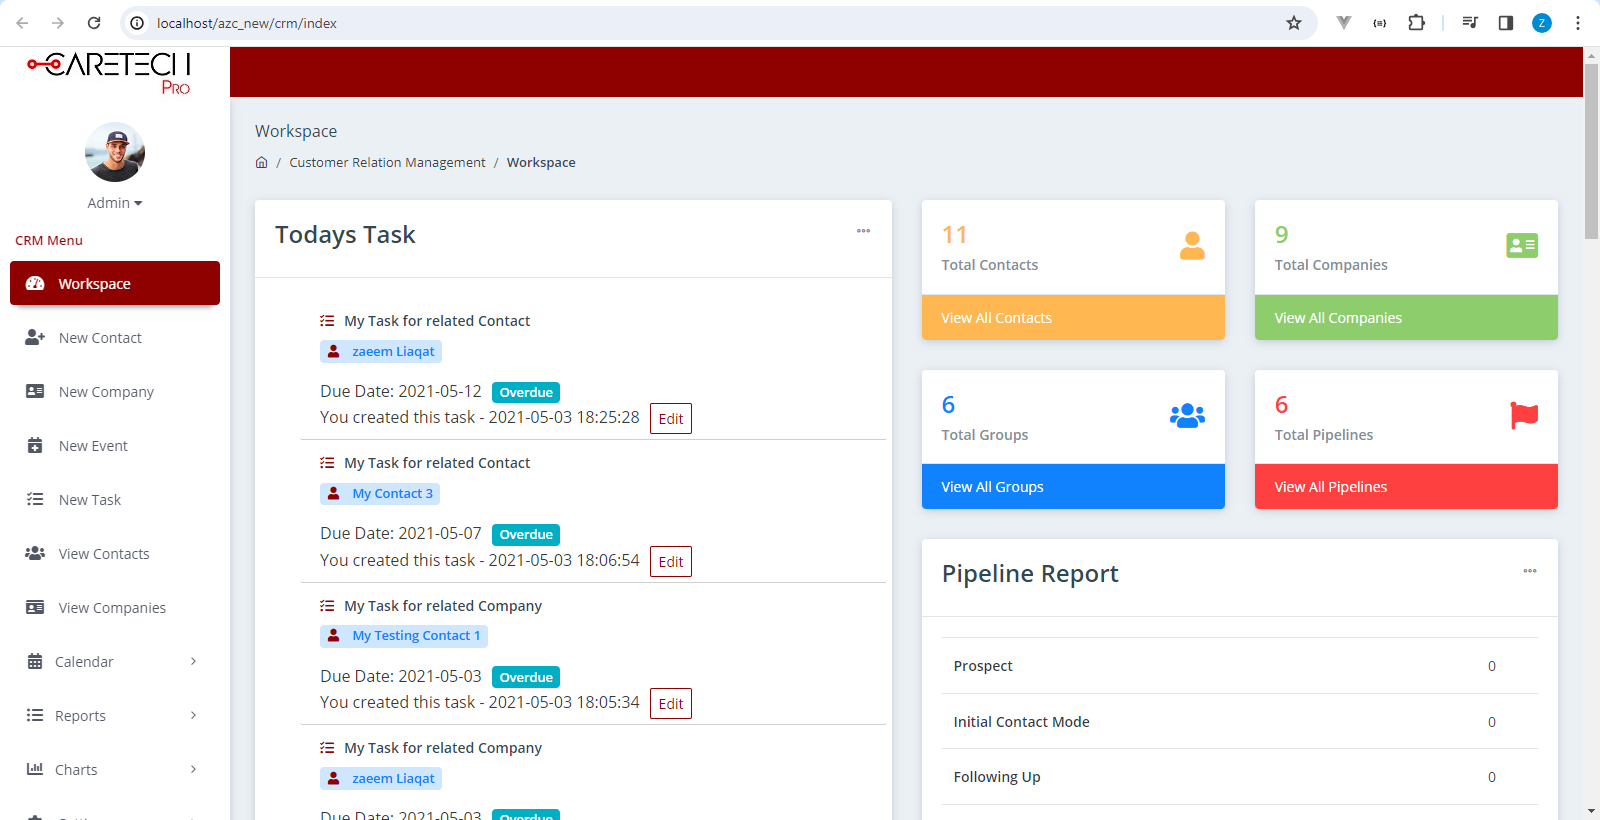 localhost/azc_new/crm/index
Z
CARETECH
Pro
Admin
CRM Menu
Workspace
New Contact
New Company
New Event
New Task
View Contacts
View Companies
Calendar
Reports
Charts
Workspace
/ Customer Relation Management / Workspace
Todays Task
My Task for related Contact
zaeem Liaqat
Due Date: 2021-05-12 Overdue
You created this task - 2021-05-03 18:25:28 Edit
My Task for related Contact
My Contact 3
Due Date: 2021-05-07 Overdue
You created this task - 2021-05-03 18:06:54 Edit
My Task for related Company
My Testing Contact 1
Due Date: 2021-05-03 Overdue
You created this task - 2021-05-03 18:05:34 Edit
My Task for related Company
zaeem Liaqat
Due Date: 2021-05-03 Overdue
11
Total Contacts
View All Contacts
9
Total Companies
View All Companies
6
Total Groups
View All Groups
6
Total Pipelines
View All Pipelines
Pipeline Report
Prospect 0
Initial Contact Mode 0
Following Up 0